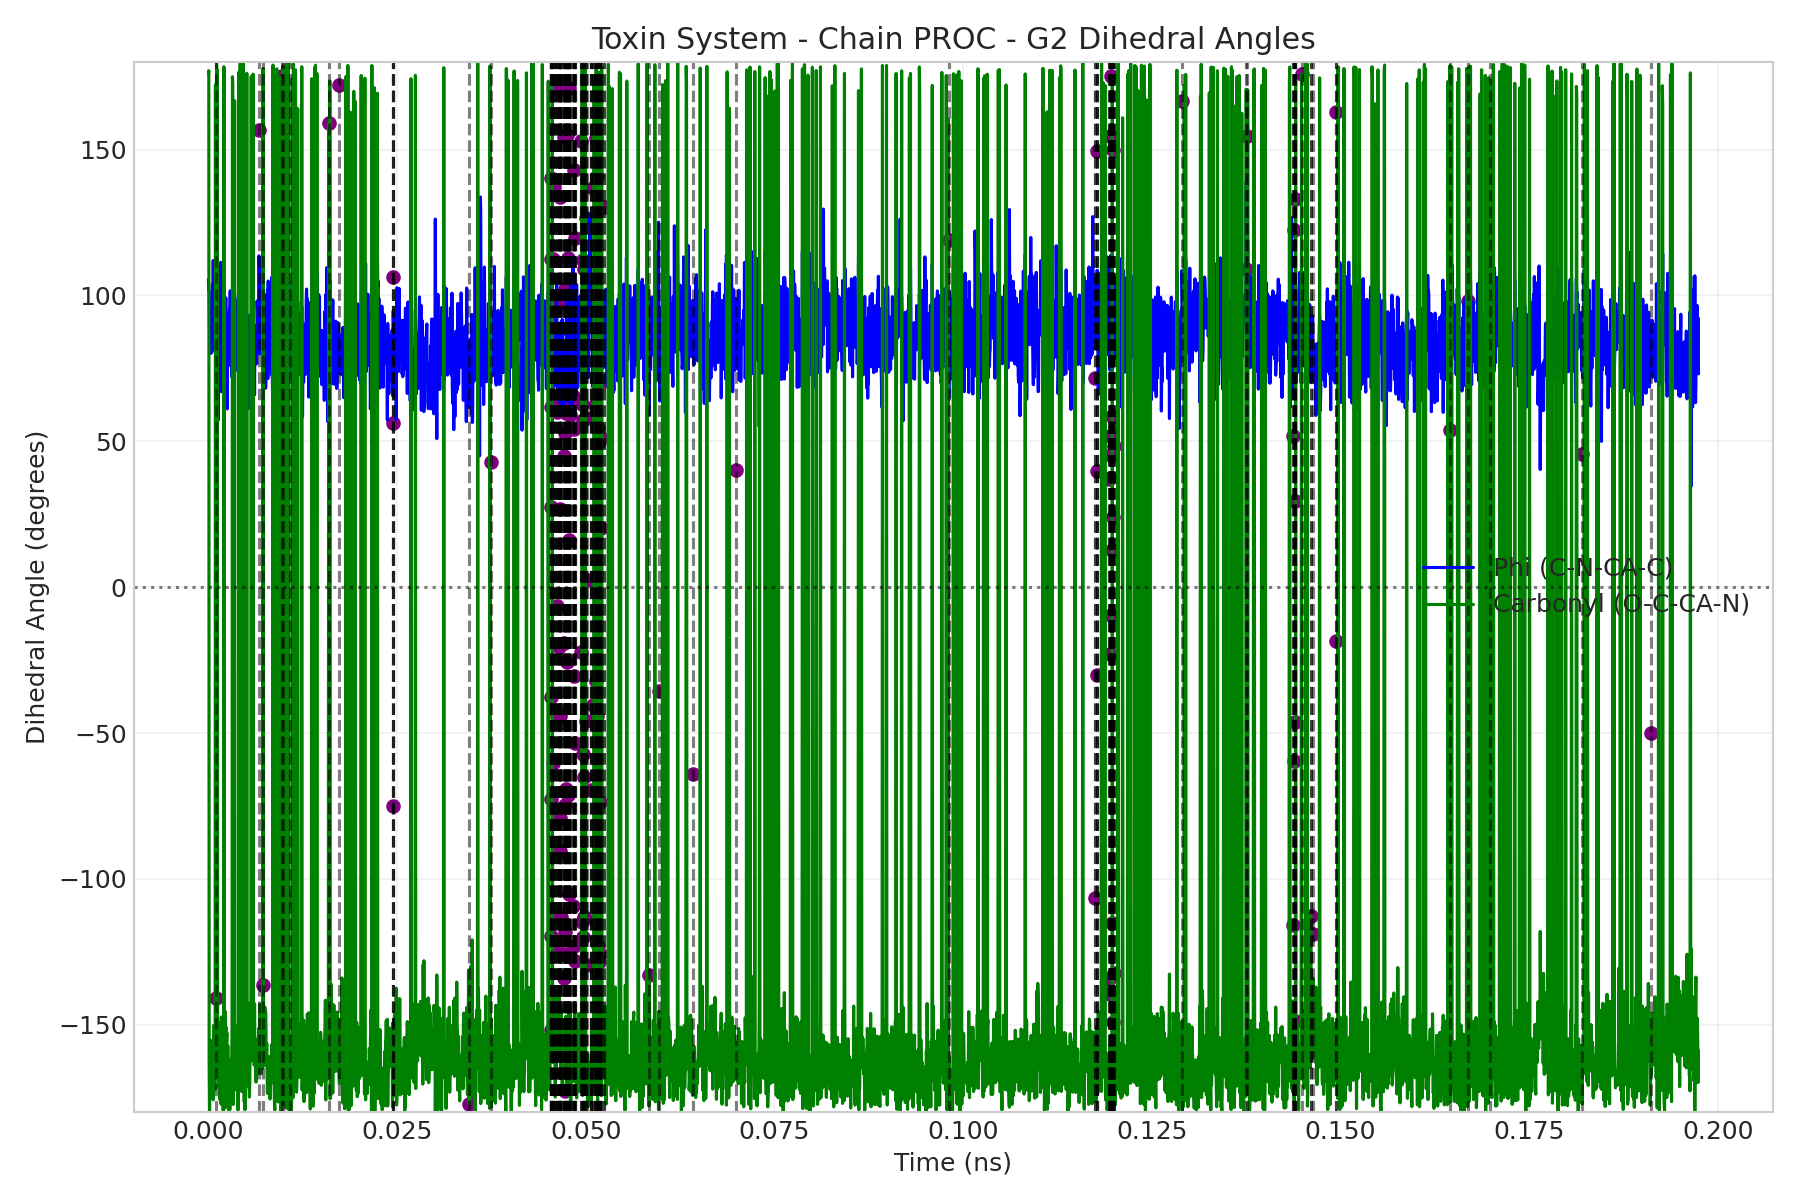 Toxin System - Chain PROC - G2 Dihedral Angles
Dihedral Angle (degrees)
150
100
50
0
−50
−100
−150
Phi (C-N-CA-C)
Carbonyl (O-C-CA-N)
0.000 0.025 0.050 0.075 0.100 0.125 0.150 0.175 0.200
Time (ns)